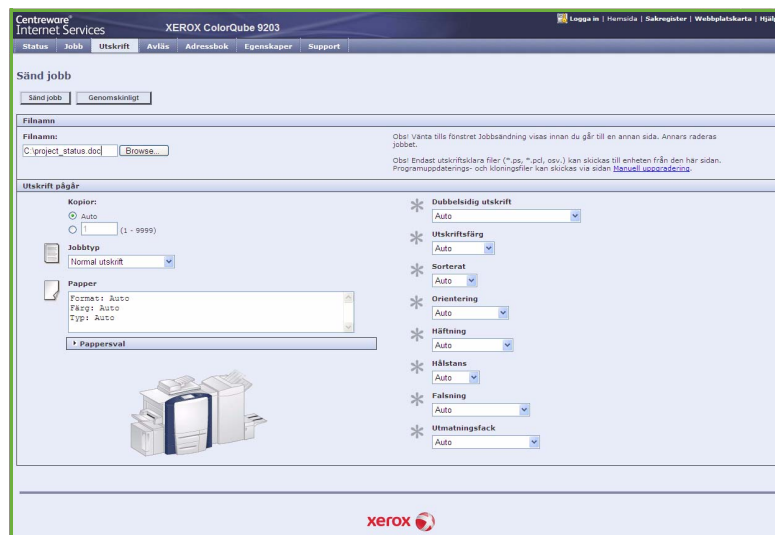 Centreware®
Internet Services XEROX ColorQube 9203
Logga in | Hemsida | Sakregister | Webbplatskarta | Hjälp
Status Jobb Utskrift Avläs Adressbok Egenskaper Support
Sänd jobb
Sänd jobb Genomskinligt
Filnamn
Filnamn:
C:\project_status.doc Browse...
Obs! Vänta tills fönstret Jobbsändning visas innan du går till en annan sida. Annars raderas
jobbet.
Obs! Endast utskriftsklara filer (*.ps, *.pcl, osv.) kan skickas till enheten från den här sidan.
Programuppdaterings- och kloningsfiler kan skickas via sidan Manuell uppgradering.
Utskrift pågår
Kopior:
Auto
1 (1 - 9999)
Jobbtyp
Normal utskrift
Papper
Format: Auto
Färg: Auto
Typ: Auto
Pappersval
Dubbelsidig utskrift
Auto
Utskriftsfärg
Auto
Sorterat
Auto
Orientering
Auto
Häftning
Auto
Hålstans
Auto
Falsning
Auto
Utmatningsfack
Auto
xerox